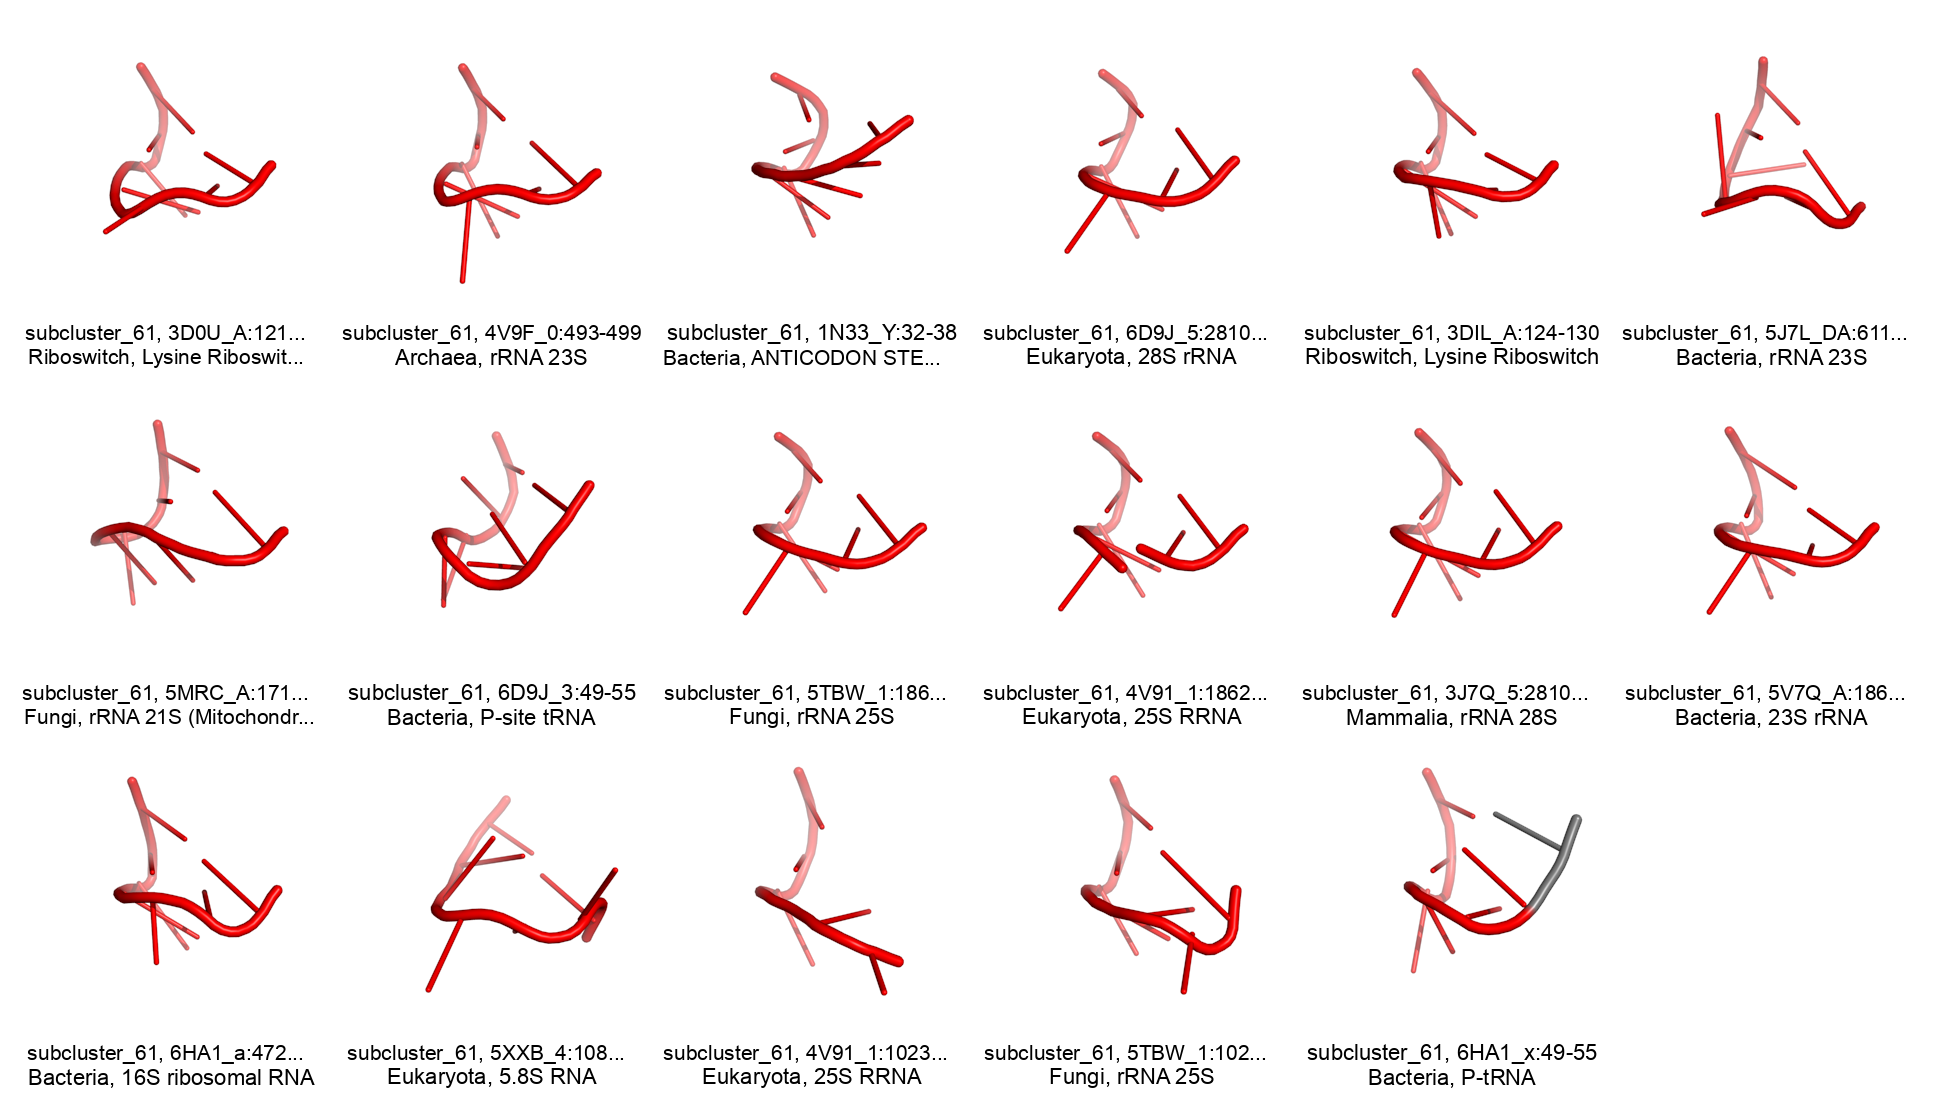 subcluster_61, 3D0U_A:121...
Riboswitch, Lysine Riboswit...
subcluster_61, 4V9F_0:493-499
Archaea, rRNA 23S
subcluster_61, 1N33_Y:32-38
Bacteria, ANTICODON STE...
subcluster_61, 6D9J_5:2810...
Eukaryota, 28S rRNA
subcluster_61, 3DIL_A:124-130
Riboswitch, Lysine Riboswitch
subcluster_61, 5J7L_DA:611...
Bacteria, rRNA 23S
subcluster_61, 5MRC_A:171...
Fungi, rRNA 21S (Mitochondr...
subcluster_61, 6D9J_3:49-55
Bacteria, P-site tRNA
subcluster_61, 5TBW_1:186...
Fungi, rRNA 25S
subcluster_61, 4V91_1:1862...
Eukaryota, 25S RRNA
subcluster_61, 3J7Q_5:2810...
Mammalia, rRNA 28S
subcluster_61, 5V7Q_A:186...
Bacteria, 23S rRNA
subcluster_61, 6HA1_a:472...
Bacteria, 16S ribosomal RNA
subcluster_61, 5XXB_4:108...
Eukaryota, 5.8S RNA
subcluster_61, 4V91_1:1023...
Eukaryota, 25S RRNA
subcluster_61, 5TBW_1:102...
Fungi, rRNA 25S
subcluster_61, 6HA1_x:49-55
Bacteria, P-tRNA